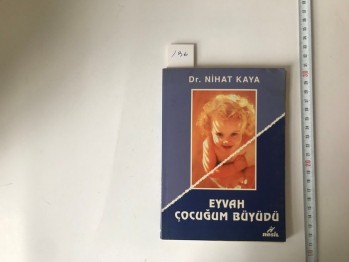 Dr. NİHAT KAYA
EYVAH
ÇOCUĞUM BÜYÜDÜ
nesil